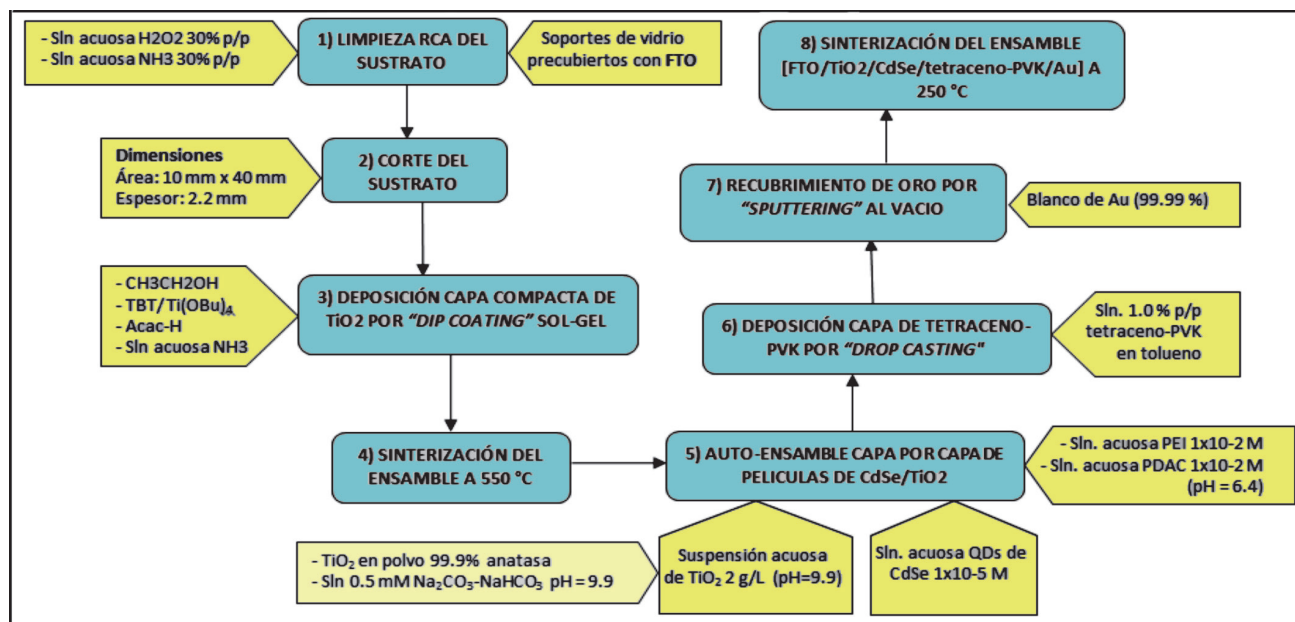 - Sln acuosa H2O2 30% p/p
- Sln acuosa NH3 30% p/p
1) LIMPIEZA RCA DEL
SUSTRATO
Soportes de vidrio
precubiertos con FTO
8) SINTERIZACIÓN DEL ENSAMBLE
[FTO/TiO2/CdSe/tetraceno-PVK/Au] A
250 °C
Dimensiones
Área: 10 mm x 40 mm
Espesor: 2.2 mm
2) CORTE DEL
SUSTRATO
7) RECUBRIMIENTO DE ORO POR
"SPUTTERING" AL VACIO
Blanco de Au (99.99 %)
- CH3CH2OH
- TBT/Ti(OBu)₄
- Acac-H
- Sln acuosa NH3
3) DEPOSICIÓN CAPA COMPACTA DE
TiO2 POR "DIP COATING" SOL-GEL
6) DEPOSICIÓN CAPA DE TETRACENO-
PVK POR "DROP CASTING"
Sln. 1.0 % p/p
tetraceno-PVK
en tolueno
4) SINTERIZACIÓN DEL
ENSAMBLE A 550 °C
5) AUTO-ENSAMBLE CAPA POR CAPA DE
PELICULAS DE CdSe/TiO2
- Sln. acuosa PEI 1x10-2 M
- Sln. acuosa PDAC 1x10-2 M
(pH = 6.4)
- TiO₂ en polvo 99.9% anatasa
- Sln 0.5 mM Na₂CO₃-NaHCO₃ pH = 9.9
Suspensión acuosa
de TiO₂ 2 g/L (pH=9.9)
Sln. acuosa QDs de
CdSe 1x10-5 M